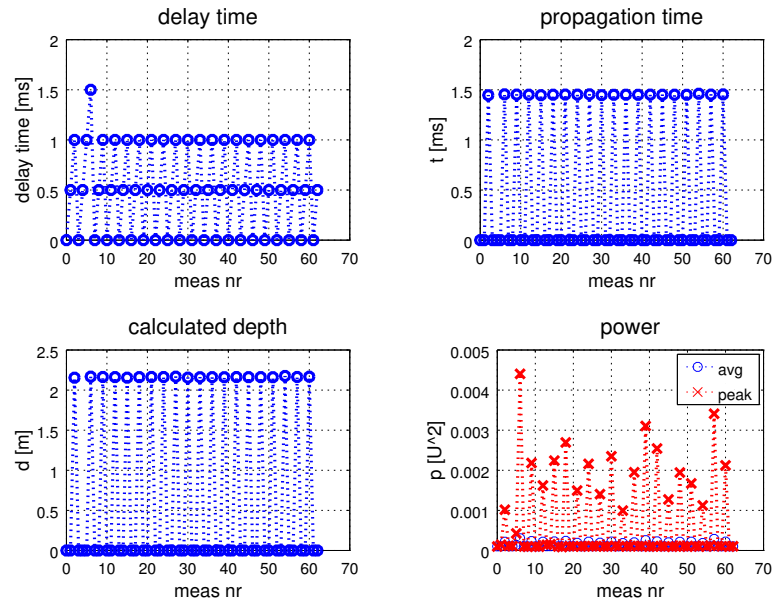 delay time
2
1.5
1
0.5
0
delay time [ms]
0 10 20 30 40 50 60 70
meas nr
propagation time
2
1.5
1
0.5
0
t [ms]
0 10 20 30 40 50 60 70
meas nr
calculated depth
2.5
2
1.5
1
0.5
0
d [m]
0 10 20 30 40 50 60 70
meas nr
power
0.005
0.004
0.003
0.002
0.001
0
p [U^2]
avg
peak
0 10 20 30 40 50 60 70
meas nr